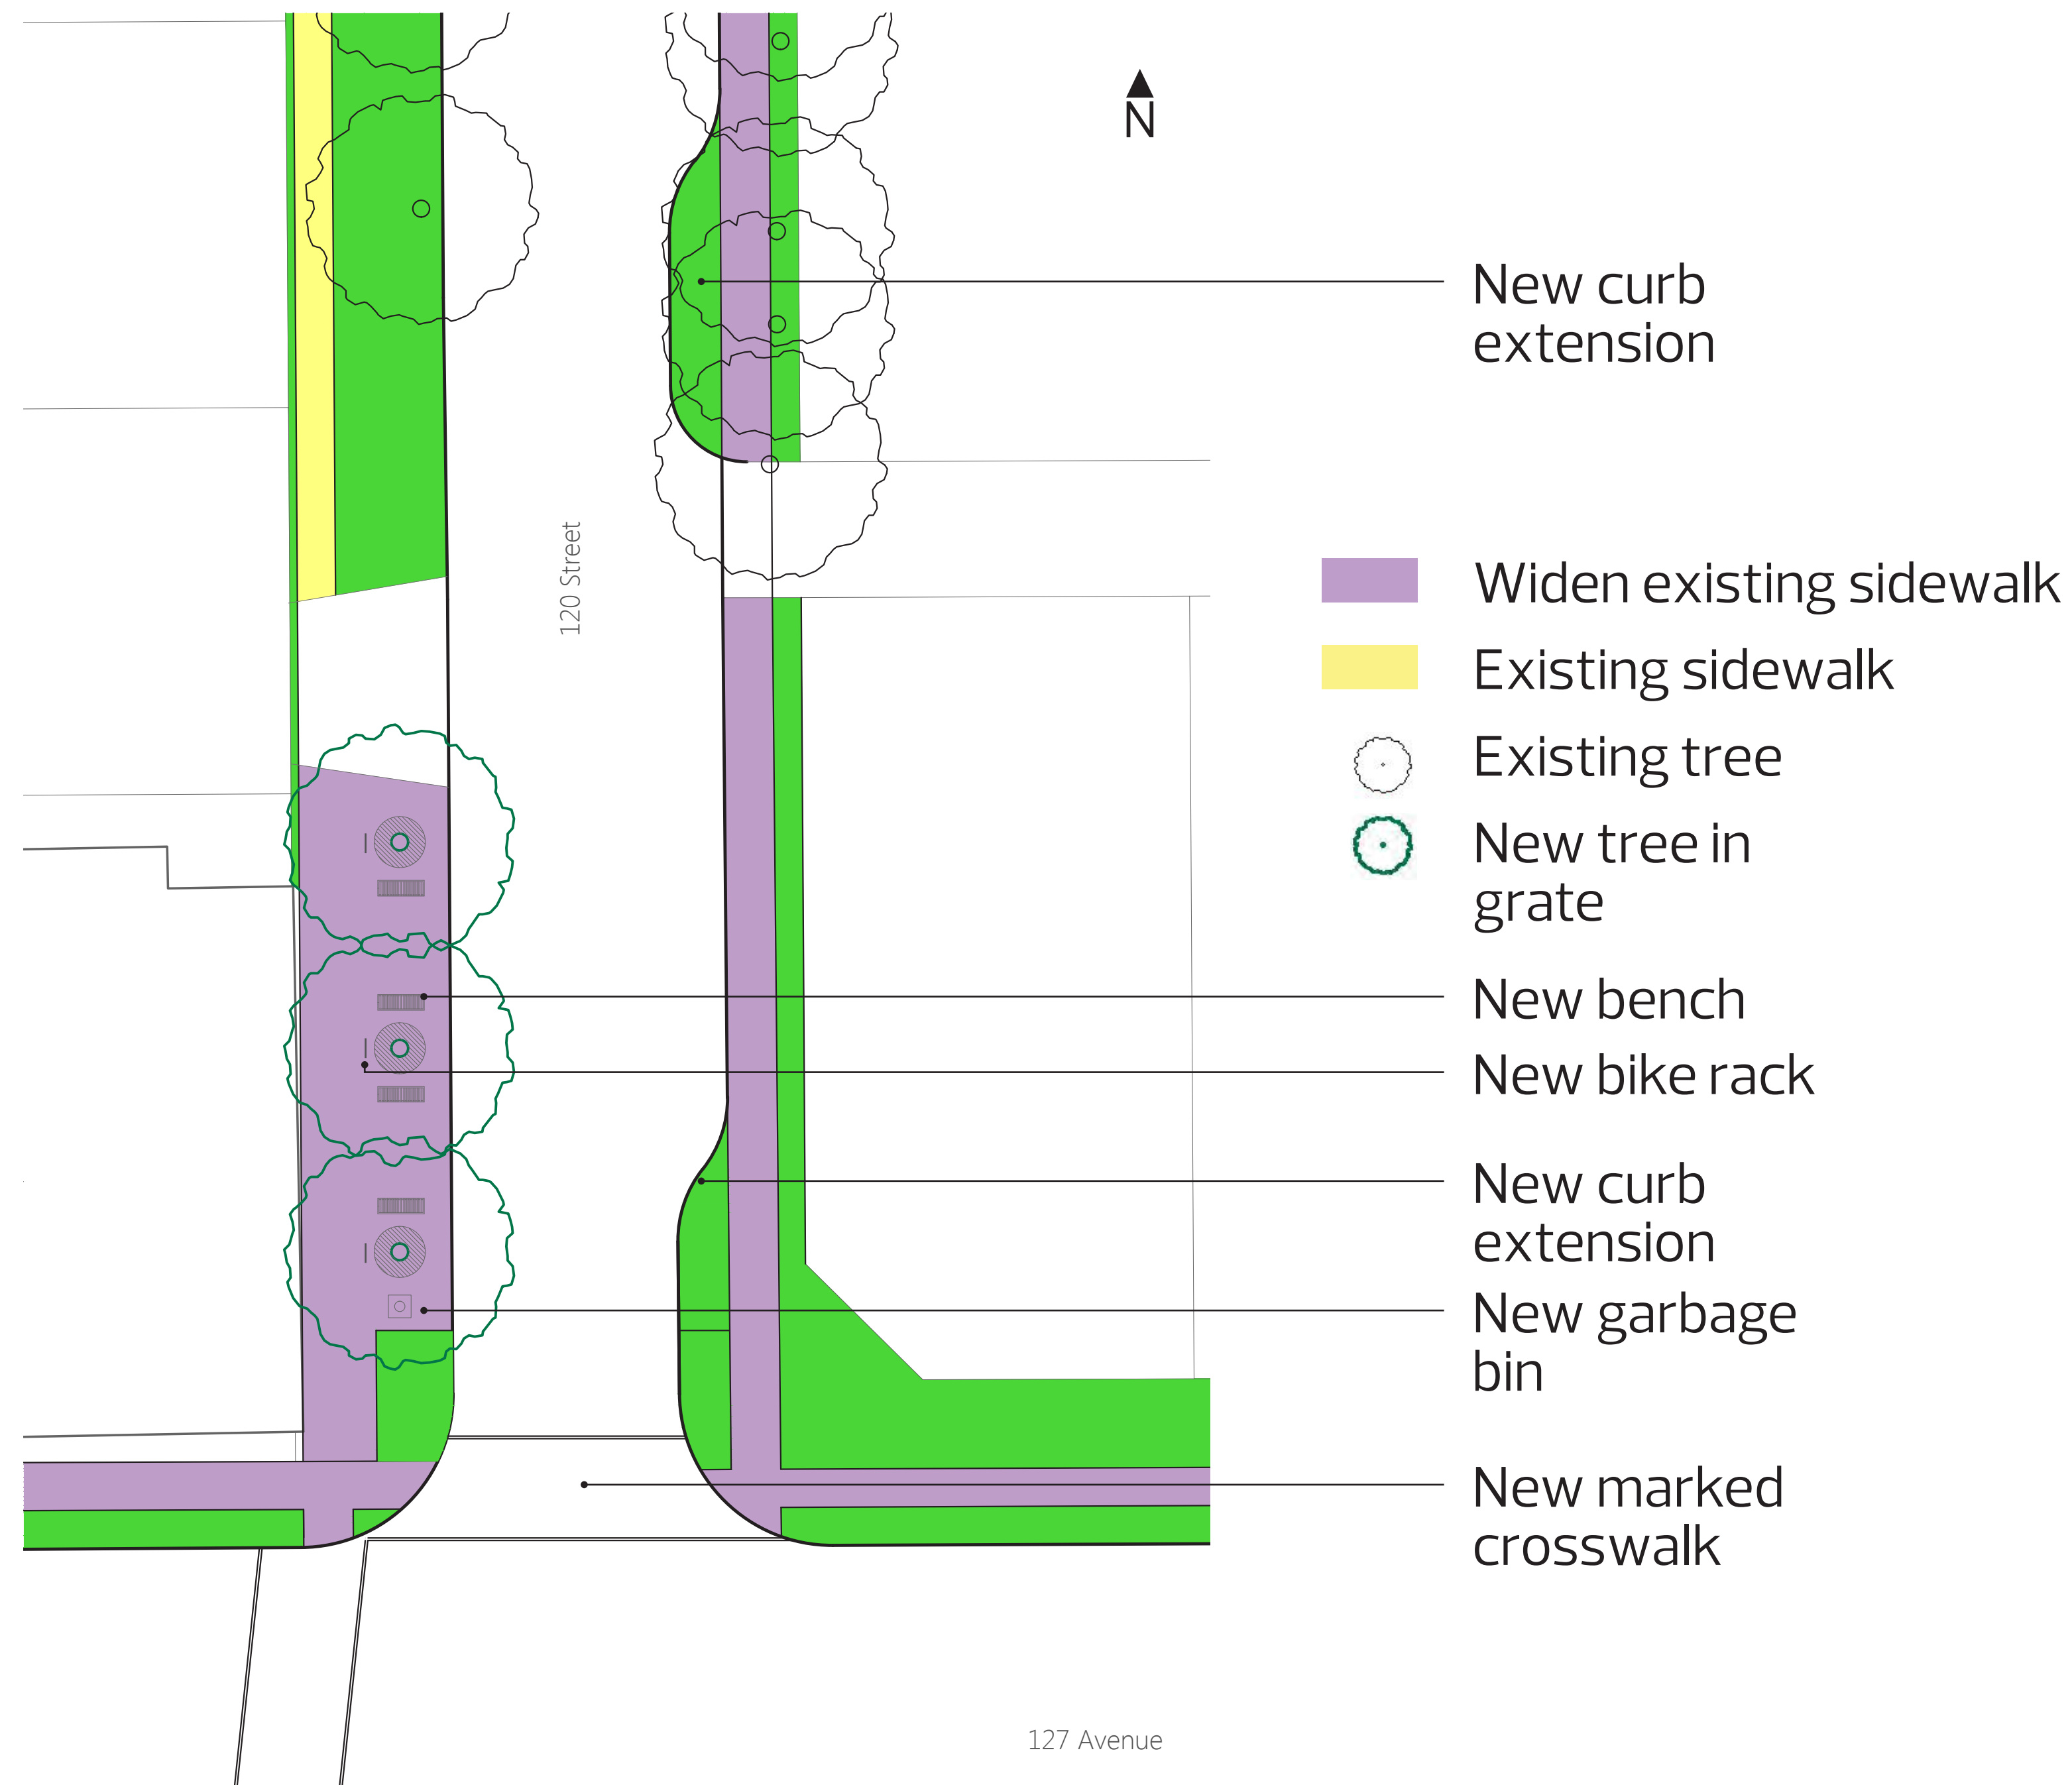 N
New curb
extension
120 Street
Widen existing sidewalk
Existing sidewalk
Existing tree
New tree in
grate
New bench
New bike rack
New curb
extension
New garbage
bin
New marked
crosswalk
127 Avenue